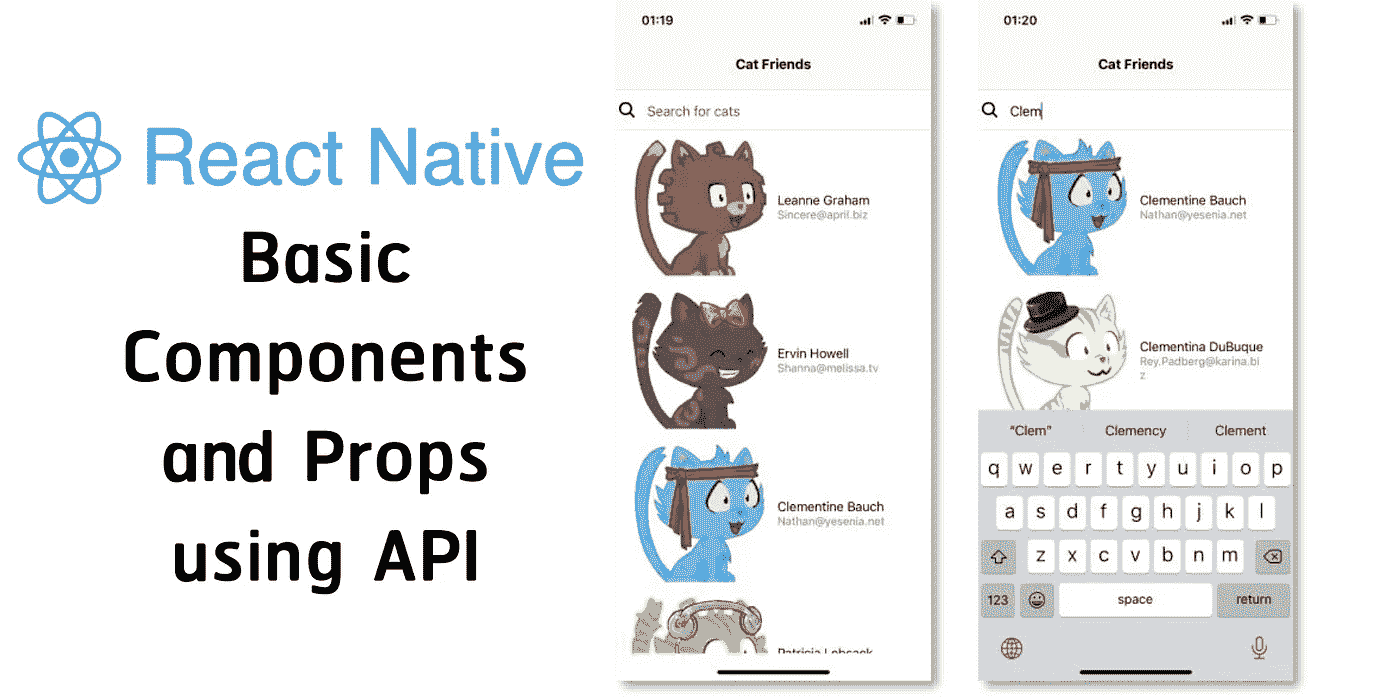 React Native
Basic
Components
and Props
using API
01:19
Cat Friends
Search for cats
Leanne Graham
Sincere@april.biz
Ervin Howell
Shanna@melissa.tv
Clementine Bauch
Nathan@yesenia.net
Patricia Lebsack
01:20
Cat Friends
Clem
Clementine Bauch
Nathan@yesenia.net
Clementina DuBuque
Rey.Padberg@karina.bi
z
"Clem" Clemency Clement
q w e r t y u i o p
a s d f g h j k l
z x c v b n m
123 space return